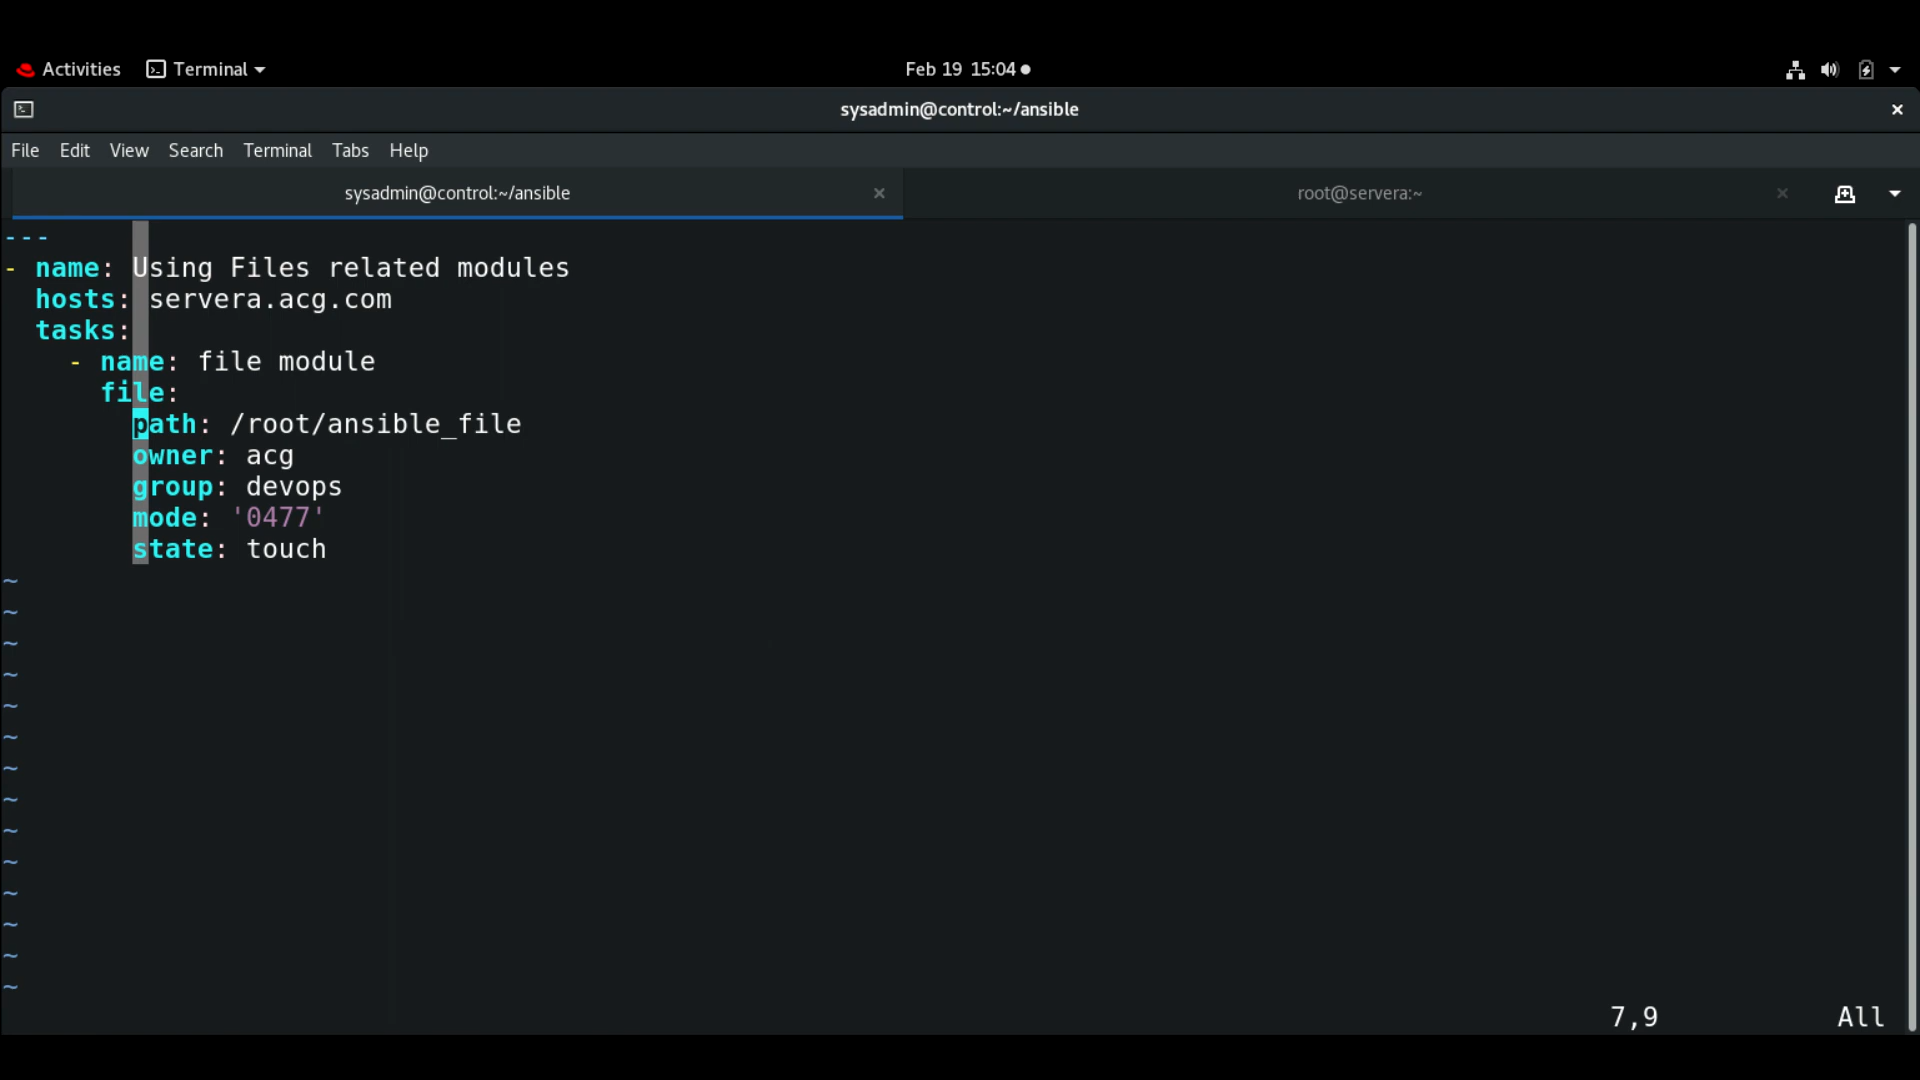 Activities Terminal Feb 19 15:04
sysadmin@control:~/ansible
File Edit View Search Terminal Tabs Help
sysadmin@control:~/ansible root@servera:~
---
- name: Using Files related modules
  hosts: servera.acg.com
  tasks:
    - name: file module
      file:
        path: /root/ansible_file
        owner: acg
        group: devops
        mode: '0477'
        state: touch
~
~
~
~
~
~
~
~
~
~
~
~
~
~
7,9 All